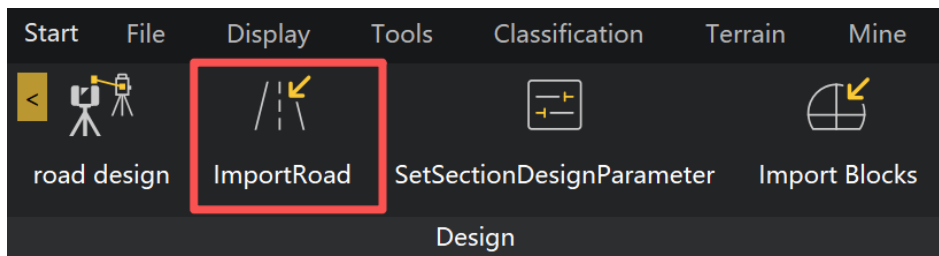 Start File Display Tools Classification Terrain Mine
<
road design ImportRoad SetSectionDesignParameter Import Blocks
Design